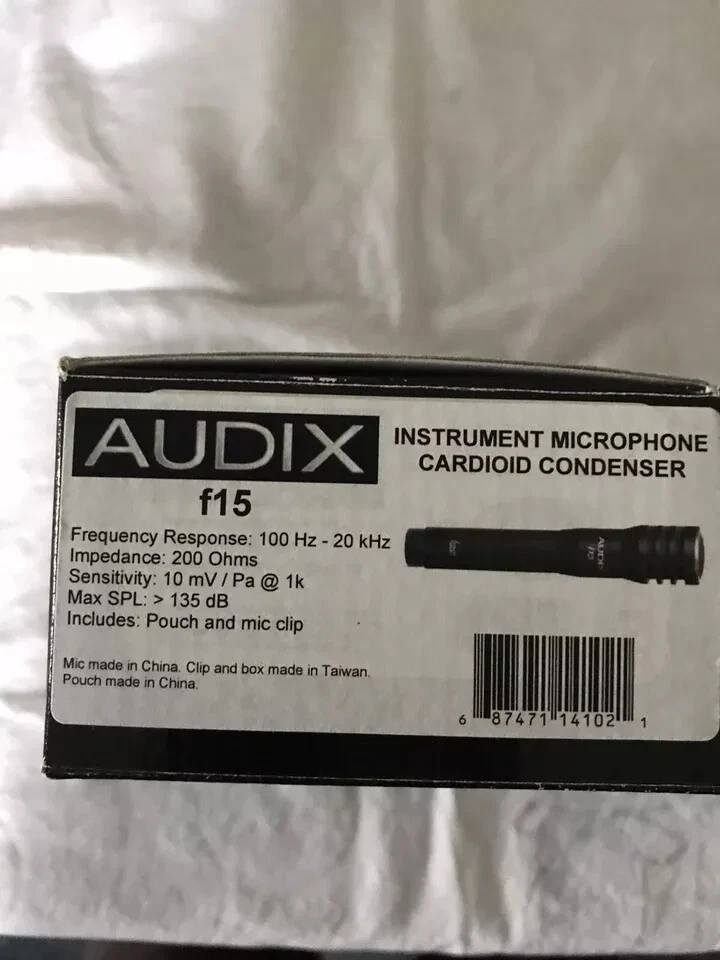 AUDIX
f15
INSTRUMENT MICROPHONE
CARDIOID CONDENSER
Frequency Response: 100 Hz - 20 kHz
Impedance: 200 Ohms
Sensitivity: 10 mV / Pa @ 1k
Max SPL: > 135 dB
Includes: Pouch and mic clip
Mic made in China. Clip and box made in Taiwan.
Pouch made in China.
AUDIX
f15
6 87471 14102 1